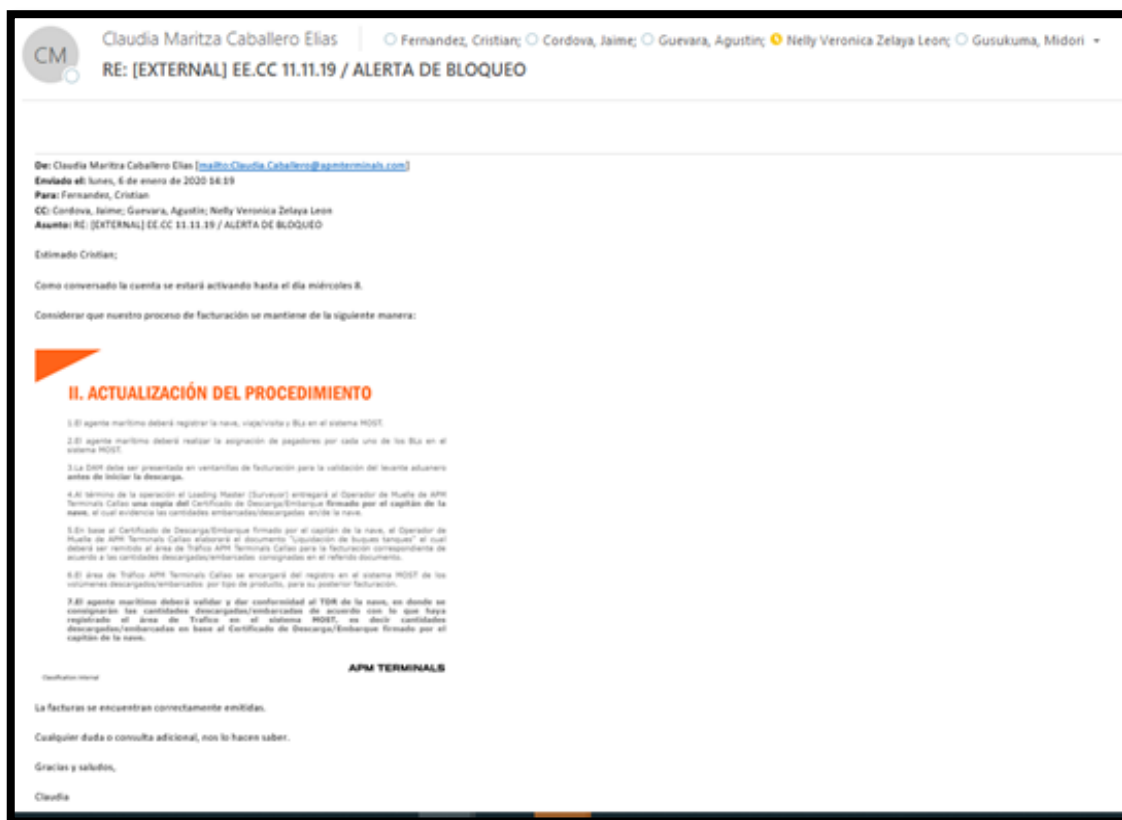 CM
Claudia Maritza Caballero Elias
Fernandez, Cristian; Cordova, Jaime; Guevara, Agustin; Nelly Veronica Zelaya Leon; Gusukuma, Midori
RE: [EXTERNAL] EE.CC 11.11.19 / ALERTA DE BLOQUEO
De: Claudia Maritza Caballero Elias [mailto:Claudia.Caballero@apmterminals.com]
Enviado el: lunes, 6 de enero de 2020 14:19
Para: Fernandez, Cristian
CC: Cordova, Jaime; Guevara, Agustin; Nelly Veronica Zelaya Leon
Asunto: RE: [EXTERNAL] EE.CC 11.11.19 / ALERTA DE BLOQUEO
Estimado Cristian;
Como conversado la cuenta se estará activando hasta el día miércoles 8.
Considerar que nuestro proceso de facturación se mantiene de la siguiente manera:
II. ACTUALIZACIÓN DEL PROCEDIMIENTO
1.El agente marítimo deberá registrar la nave, viaje/visita y BLs en el sistema MOST.
2.El agente marítimo deberá realizar la asignación de pagadores por cada uno de los BLs en el
sistema MOST.
3.La DAM debe ser presentada en ventanillas de facturación para la validación del levante aduanero
antes de iniciar la descarga.
4.Al término de la operación el Loading Master (Surveyor) entregará al Operador de Muelle de APM
Terminals Callao una copia del Certificado de Descarga/Embarque firmado por el capitán de la
nave, el cual evidencia las cantidades embarcadas/descargadas en/de la nave.
5.En base al Certificado de Descarga/Embarque firmado por el capitán de la nave, el Operador de
Muelle de APM Terminals Callao elaborará el documento "Liquidación de buques tanques" el cual
deberá ser remitido al área de Tráfico APM Terminals Callao para la facturación correspondiente de
acuerdo a las cantidades descargadas/embarcadas consignadas en el referido documento.
6.El área de Tráfico APM Terminals Callao se encargará del registro en el sistema MOST de los
volúmenes descargados/embarcados por tipo de producto, para su posterior facturación.
7.El agente marítimo deberá validar y dar conformidad al TDR de la nave, en donde se
consignarán las cantidades descargadas/embarcadas de acuerdo con lo que haya
registrado el área de Trafico en el sistema MOST, es decir cantidades
descargadas/embarcadas en base al Certificado de Descarga/Embarque firmado por el
capitán de la nave.
APM TERMINALS
Classification: Internal
La facturas se encuentran correctamente emitidas.
Cualquier duda o consulta adicional, nos lo hacen saber.
Gracias y saludos,
Claudia